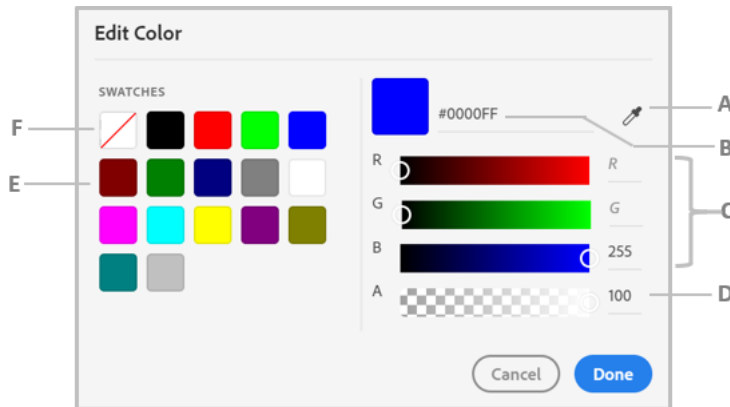 Edit Color
SWATCHES
#0000FF
A
B
F
R
R
E
G
G
C
B
255
A
100
D
Cancel
Done